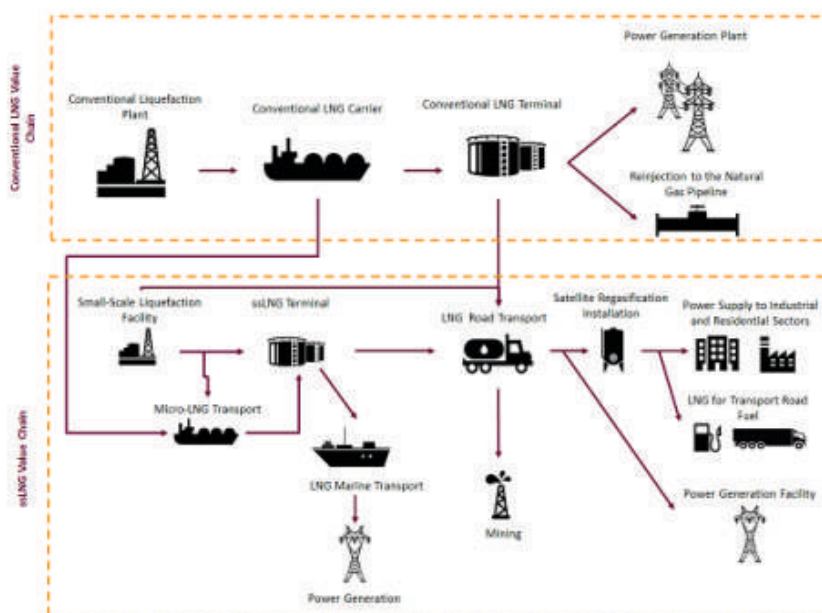 Conventional LNG Value
Chain
Power Generation Plant
Conventional Liquefaction
Plant
Conventional LNG Carrier
Conventional LNG Terminal
Reinjection to the Natural
Gas Pipeline
ssLNG Value Chain
Small-Scale Liquefaction
Facility
ssLNG Terminal
LNG Road Transport
Satellite Regasification
Installation
Power Supply to Industrial
and Residential Sectors
Micro-LNG Transport
LNG for Transport Road
Fuel
LNG Marine Transport
Mining
Power Generation Facility
Power Generation